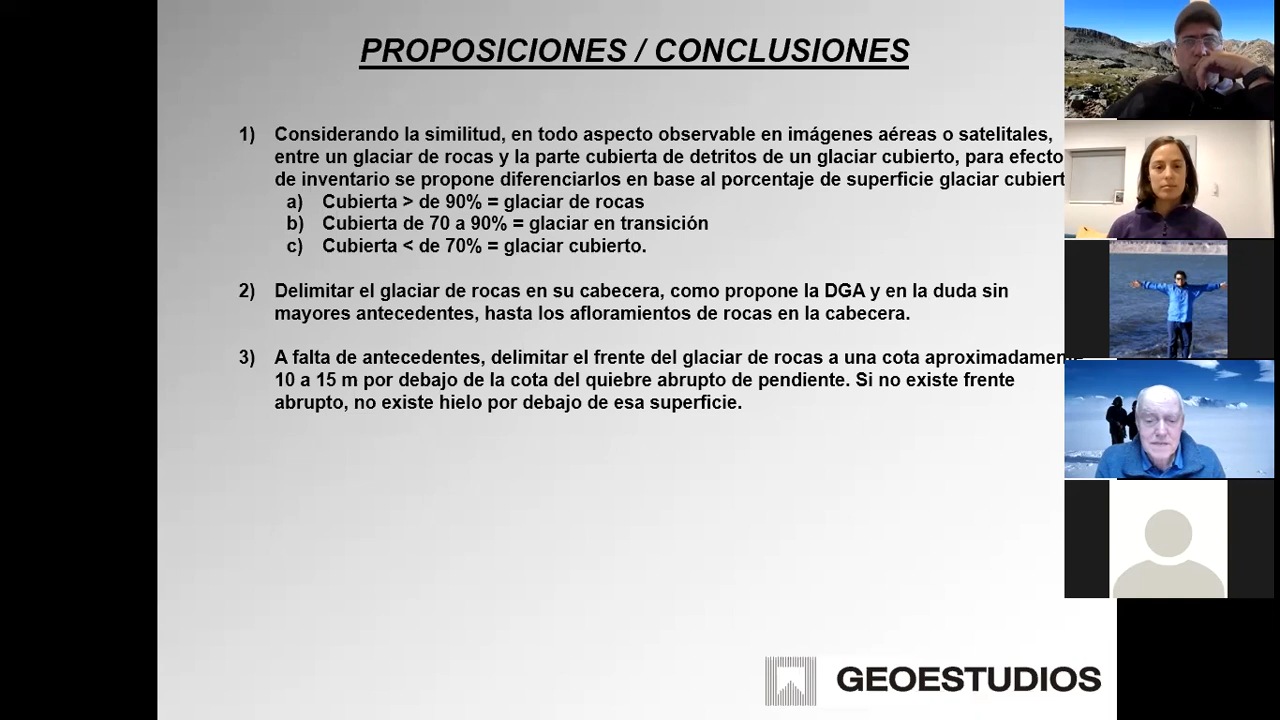 PROPOSICIONES / CONCLUSIONES
1) Considerando la similitud, en todo aspecto observable en imágenes aéreas o satelitales,
entre un glaciar de rocas y la parte cubierta de detritos de un glaciar cubierto, para efecto
de inventario se propone diferenciarlos en base al porcentaje de superficie glaciar cubiert
a) Cubierta > de 90% = glaciar de rocas
b) Cubierta de 70 a 90% = glaciar en transición
c) Cubierta < de 70% = glaciar cubierto.
2) Delimitar el glaciar de rocas en su cabecera, como propone la DGA y en la duda sin
mayores antecedentes, hasta los afloramientos de rocas en la cabecera.
3) A falta de antecedentes, delimitar el frente del glaciar de rocas a una cota aproximadamen
10 a 15 m por debajo de la cota del quiebre abrupto de pendiente. Si no existe frente
abrupto, no existe hielo por debajo de esa superficie.
GEOESTUDIOS